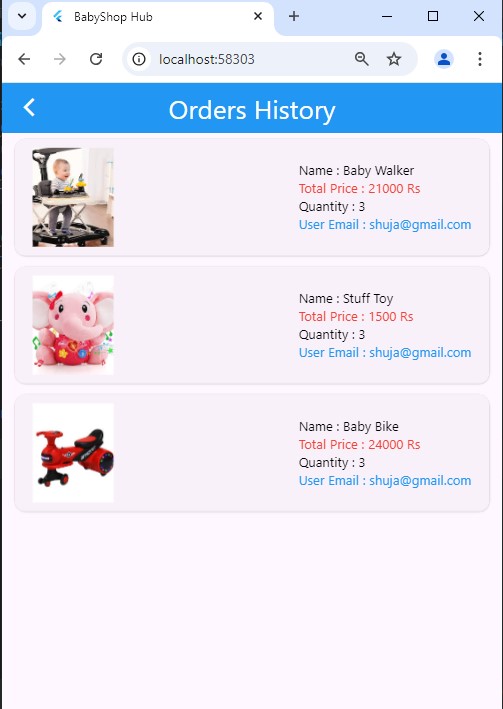 BabyShop Hub
localhost:58303
Orders History
Name : Baby Walker
Total Price : 21000 Rs
Quantity : 3
User Email : shuja@gmail.com
Name : Stuff Toy
Total Price : 1500 Rs
Quantity : 3
User Email : shuja@gmail.com
Name : Baby Bike
Total Price : 24000 Rs
Quantity : 3
User Email : shuja@gmail.com